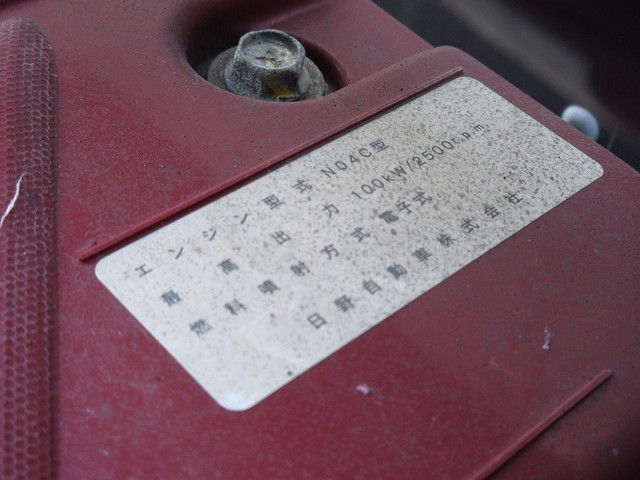 エンジン型式 N04C型
最高出力 100kW/2500r.p.m.
燃料噴射方式 電子式
日野自動車株式会社